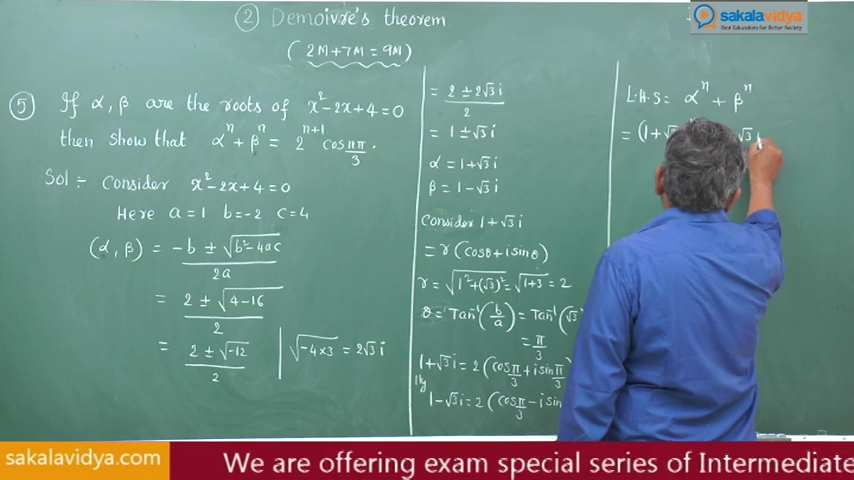 ② Demoivre's theorem
(2M+7M=9M)
sakalavidya
Best Education for Better Society
⑤ If α, β are the roots of x²-2x+4=0
then show that αⁿ+βⁿ = 2ⁿ⁺¹ cos nπ/3.
Sol :- Consider x²-2x+4=0
Here a=1 b=-2 c=4
(α, β) = (-b ± √(b²-4ac))/2a
= (2 ± √(4-16))/2
= (2 ± √-12)/2 | √(-4×3) = 2√3 i
= (2 ± 2√3 i)/2
= 1 ± √3 i
α = 1+√3 i
β = 1-√3 i
Consider 1+√3 i
= r (cosθ+i sinθ)
r = √(1²+(√3)²) = √(1+3) = 2
θ = Tan⁻¹(b/a) = Tan⁻¹(√3
= π/3
1+√3 i = 2 (cos π/3 + i sin π/3)
lly
1-√3 i = 2 (cos π/3 - i sin
L.H.S = αⁿ + βⁿ
= (1+√3
sakalavidya.com
We are offering exam special series of Intermediate